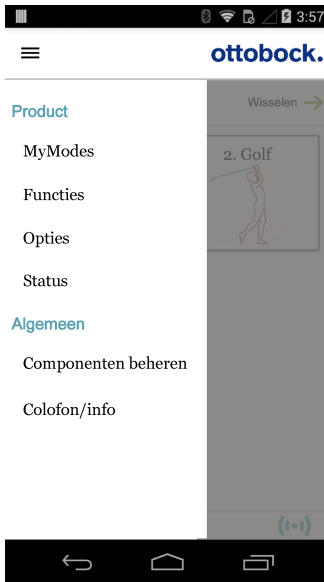 3:57
ottobock.
Product
Wisselen
MyModes
2. Golf
Functies
Opties
Status
Algemeen
Componenten beheren
Colofon/info